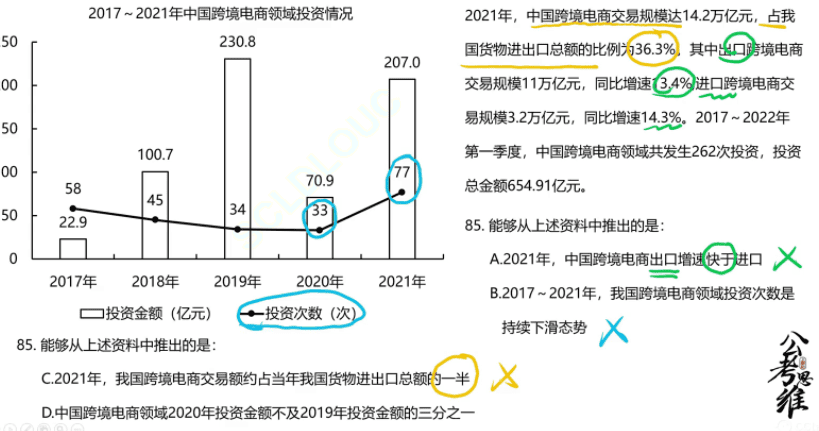 2017～2021年中国跨境电商领域投资情况
50
00
50
00
50
0
58
22.9
100.7
45
230.8
34
70.9
33
207.0
77
2017年
2018年
2019年
2020年
2021年
投资金额（亿元）
投资次数（次）
2021年，中国跨境电商交易规模达14.2万亿元，占我
国货物进出口总额的比例为36.3%，其中出口跨境电商
交易规模11万亿元，同比增速13.4%进口跨境电商交
易规模3.2万亿元，同比增速14.3%。2017～2022年
第一季度，中国跨境电商领域共发生262次投资，投资
总金额654.91亿元。
85. 能够从上述资料中推出的是：
A.2021年，中国跨境电商出口增速快于进口
B.2017～2021年，我国跨境电商领域投资次数是
持续下滑态势
85. 能够从上述资料中推出的是：
C.2021年，我国跨境电商交易额约占当年我国货物进出口总额的一半
D.中国跨境电商领域2020年投资金额不及2019年投资金额的三分之一
公考思维